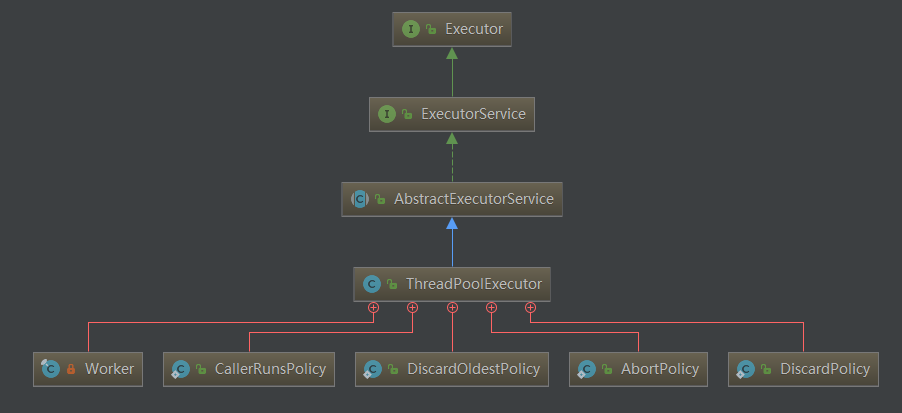 I Executor
I ExecutorService
C AbstractExecutorService
C ThreadPoolExecutor
C Worker
C CallerRunsPolicy
C DiscardOldestPolicy
C AbortPolicy
C DiscardPolicy